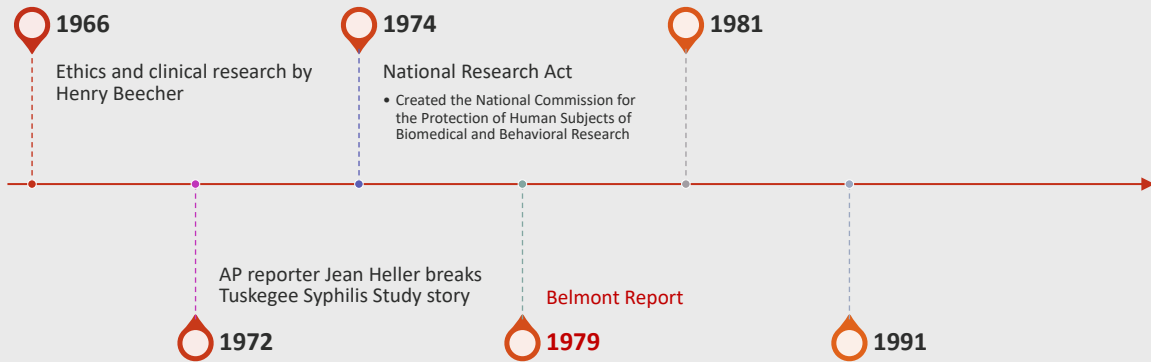 1966
Ethics and clinical research by
Henry Beecher
1974
National Research Act
• Created the National Commission for
the Protection of Human Subjects of
Biomedical and Behavioral Research
1981
AP reporter Jean Heller breaks
Tuskegee Syphilis Study story
1972
Belmont Report
1979
1991